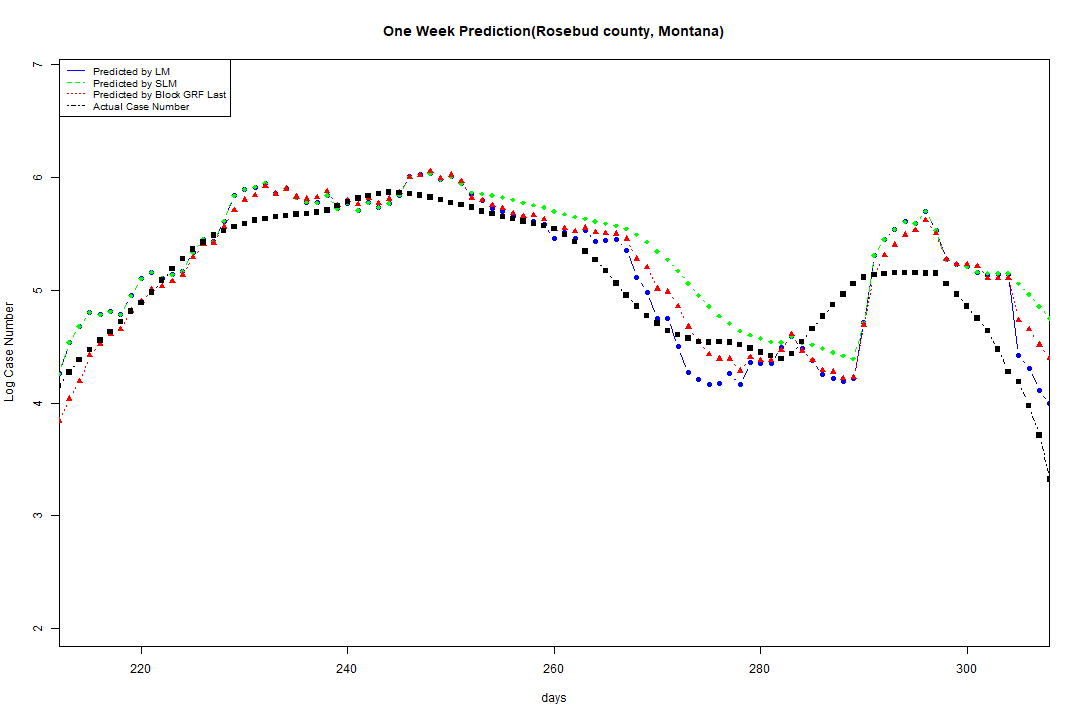 One Week Prediction(Rosebud county, Montana)
Predicted by LM
Predicted by SLM
Predicted by Block GRF Last
Actual Case Number
Log Case Number
7
6
5
4
3
2
220 240 260 280 300
days